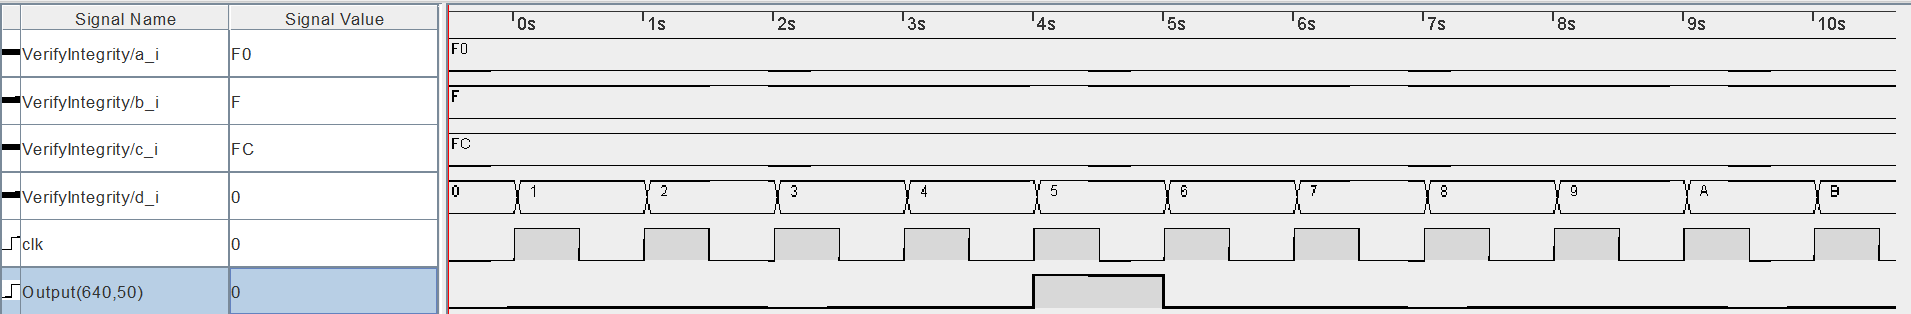 Signal Name Signal Value 0s 1s 2s 3s 4s 5s 6s 7s 8s 9s 10s
VerifyIntegrity/a_i F0 F0
VerifyIntegrity/b_i F F
VerifyIntegrity/c_i FC FC
VerifyIntegrity/d_i 0 0 1 2 3 4 5 6 7 8 9 A B
clk 0
Output(640,50) 0